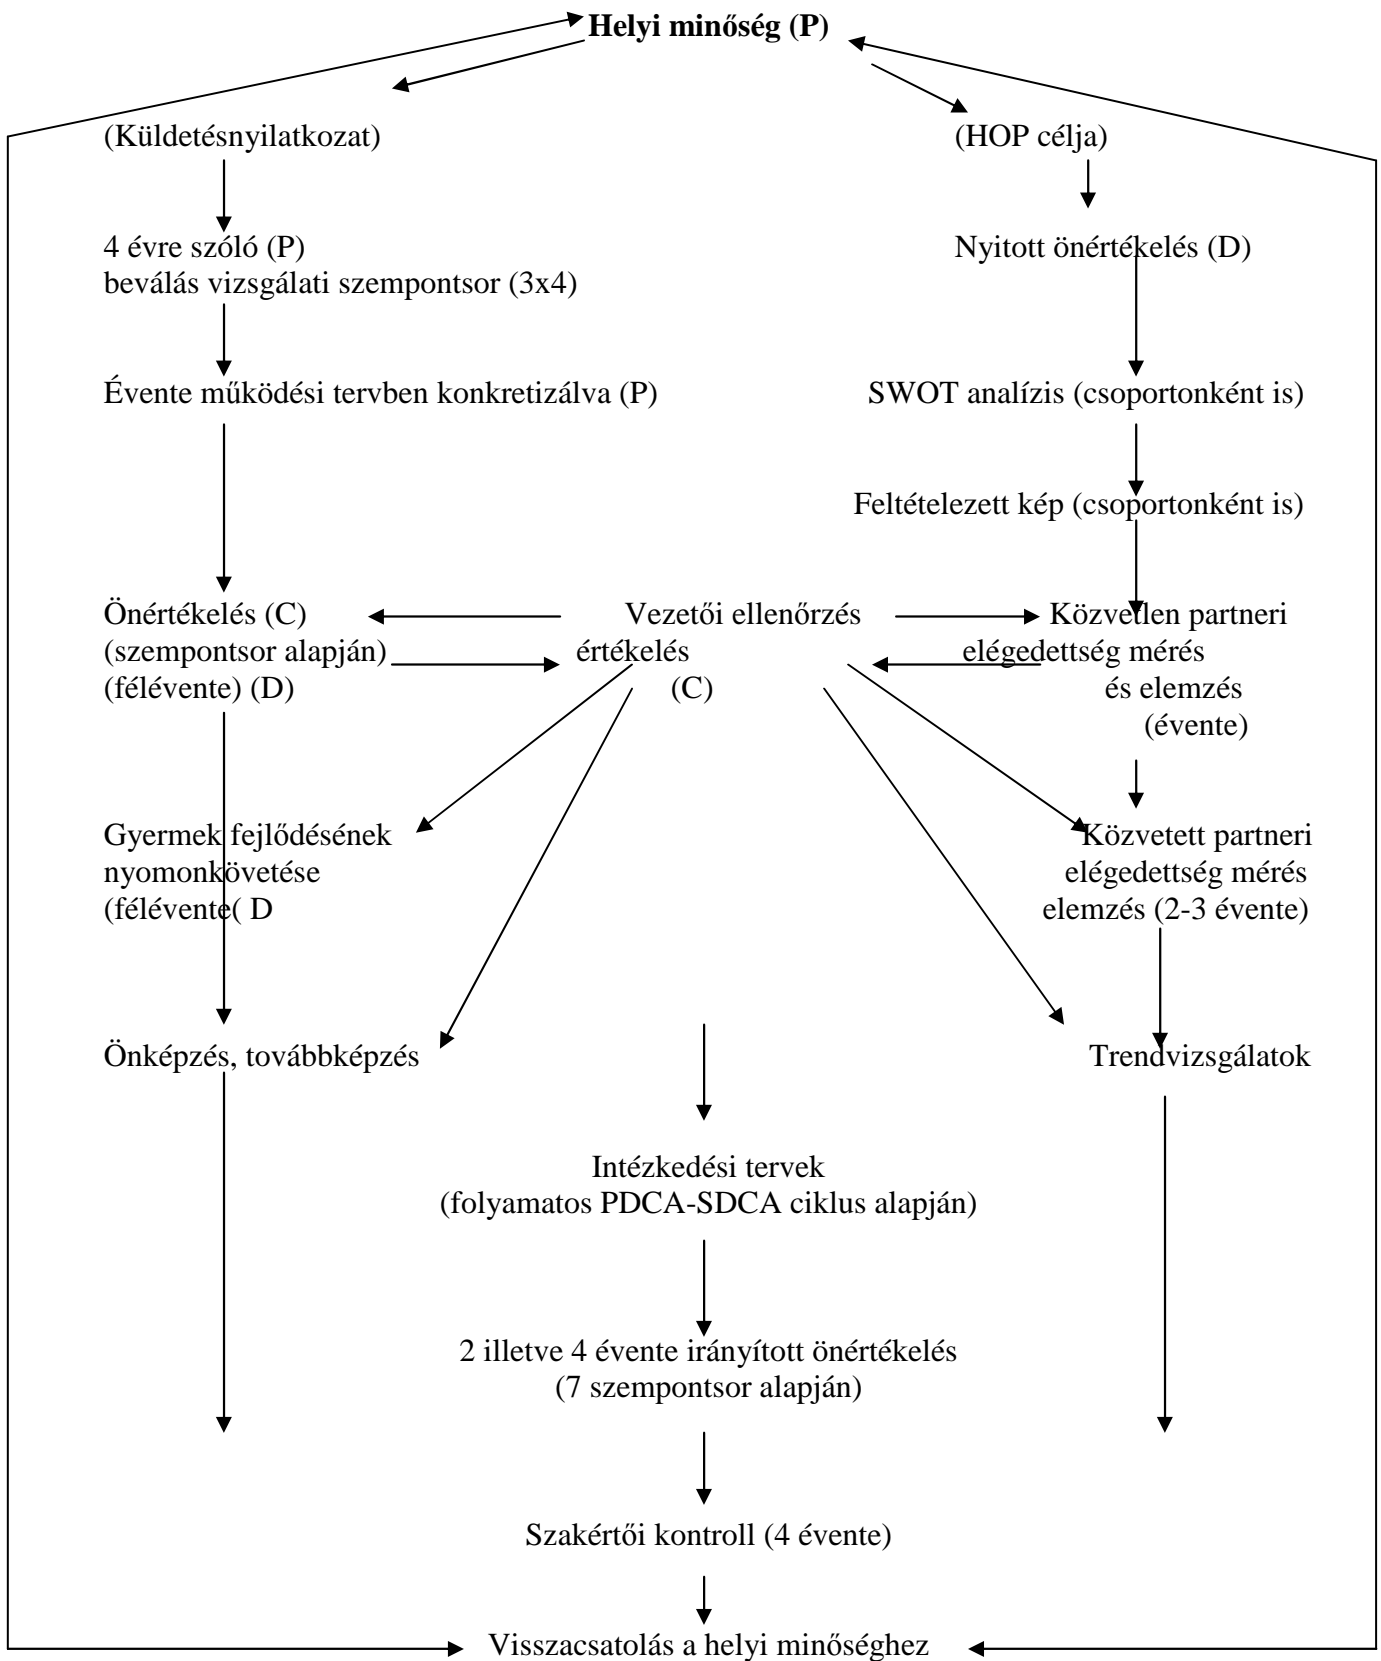 Helyi minőség (P)
(Küldetésnyilatkozat)
(HOP célja)
4 évre szóló (P)
beválás vizsgálati szempontsor (3x4)
Nyitott önértékelés (D)
Évente működési tervben konkretizálva (P)
SWOT analízis (csoportonként is)
Feltételezett kép (csoportonként is)
Önértékelés (C)
(szempontsor alapján)
(félévente) (D)
Vezetői ellenőrzés
értékelés
(C)
Közvetlen partneri
elégedettség mérés
és elemzés
(évente)
Gyermek fejlődésének
nyomonkövetése
(félévente( D
Közvetett partneri
elégedettség mérés
elemzés (2-3 évente)
Önképzés, továbbképzés
Trendvizsgálatok
Intézkedési tervek
(folyamatos PDCA-SDCA ciklus alapján)
2 illetve 4 évente irányított önértékelés
(7 szempontsor alapján)
Szakértői kontroll (4 évente)
Visszacsatolás a helyi minőséghez